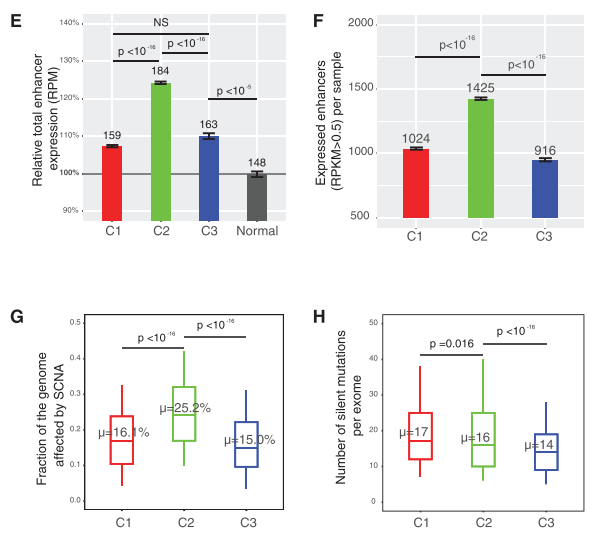 E
Relative total enhancer
expression (RPM)
140%
130%
120%
110%
100%
90%
NS
p <10⁻¹⁶
p <10⁻¹⁶
p <10⁻⁵
159
184
163
148
C1
C2
C3
Normal
F
Expressed enhancers
(RPKM>0.5) per sample
2000
1500
1000
500
p<10⁻¹⁶
p<10⁻¹⁶
1024
1425
916
C1
C2
C3
G
Fraction of the genome
affected by SCNA
0.5
0.4
0.3
0.2
0.1
0.0
p <10⁻¹⁶
p <10⁻¹⁶
μ=16.1%
μ=25.2%
μ=15.0%
C1
C2
C3
H
Number of silent mutations
per exome
50
40
30
20
10
0
p =0.016
p <10⁻¹⁶
μ=17
μ=16
μ=14
C1
C2
C3